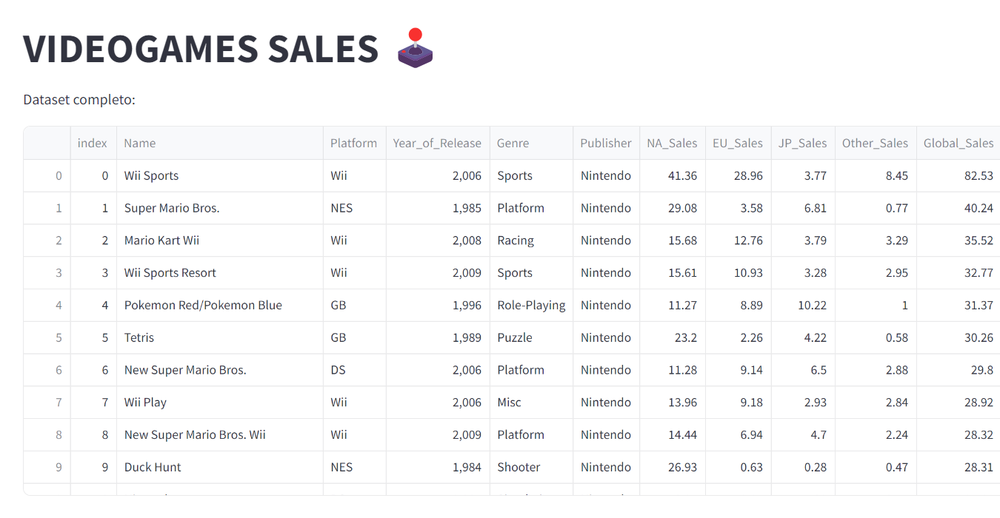 VIDEOGAMES SALES
Dataset completo:
index Name Platform Year_of_Release Genre Publisher NA_Sales EU_Sales JP_Sales Other_Sales Global_Sales
0 0 Wii Sports Wii 2,006 Sports Nintendo 41.36 28.96 3.77 8.45 82.53
1 1 Super Mario Bros. NES 1,985 Platform Nintendo 29.08 3.58 6.81 0.77 40.24
2 2 Mario Kart Wii Wii 2,008 Racing Nintendo 15.68 12.76 3.79 3.29 35.52
3 3 Wii Sports Resort Wii 2,009 Sports Nintendo 15.61 10.93 3.28 2.95 32.77
4 4 Pokemon Red/Pokemon Blue GB 1,996 Role-Playing Nintendo 11.27 8.89 10.22 1 31.37
5 5 Tetris GB 1,989 Puzzle Nintendo 23.2 2.26 4.22 0.58 30.26
6 6 New Super Mario Bros. DS 2,006 Platform Nintendo 11.28 9.14 6.5 2.88 29.8
7 7 Wii Play Wii 2,006 Misc Nintendo 13.96 9.18 2.93 2.84 28.92
8 8 New Super Mario Bros. Wii Wii 2,009 Platform Nintendo 14.44 6.94 4.7 2.24 28.32
9 9 Duck Hunt NES 1,984 Shooter Nintendo 26.93 0.63 0.28 0.47 28.31